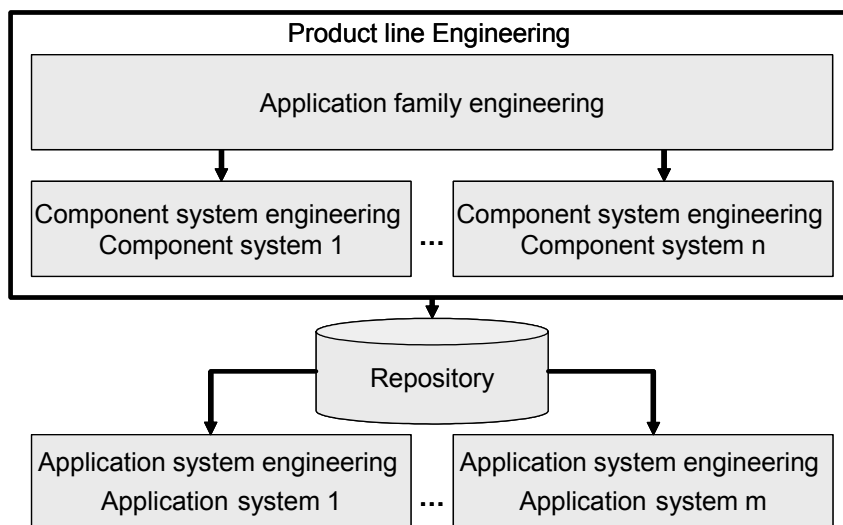 Product line Engineering
Application family engineering
Component system engineering
Component system 1
...
Component system engineering
Component system n
Repository
Application system engineering
Application system 1
...
Application system engineering
Application system m